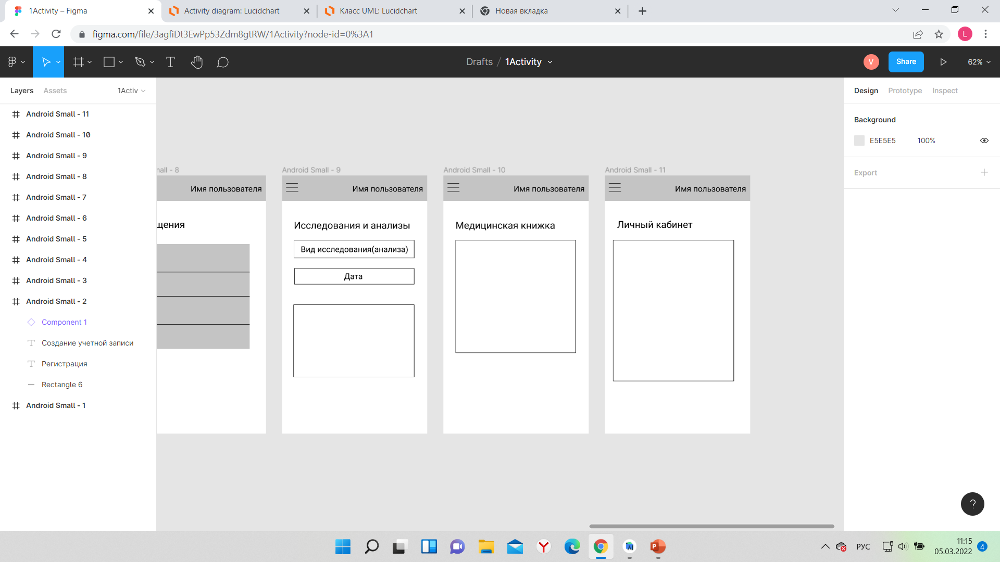 1Activity – Figma
Activity diagram: Lucidchart
Класс UML: Lucidchart
Новая вкладка
figma.com/file/3agfiDt3EwPp53Zdm8gtRW/1Activity?node-id=0%3A1
L
Drafts / 1Activity
V
Share
62%
Layers
Assets
1Activ
Design
Prototype
Inspect
Android Small - 11
Android Small - 10
Android Small - 9
Android Small - 8
Android Small - 7
Android Small - 6
Android Small - 5
Android Small - 4
Android Small - 3
Android Small - 2
Component 1
Создание учетной записи
Регистрация
Rectangle 6
Android Small - 1
Background
E5E5E5
100%
Export
mall - 8
Имя пользователя
щения
Android Small - 9
Имя пользователя
Исследования и анализы
Вид исследования(анализа)
Дата
Android Small - 10
Имя пользователя
Медицинская книжка
Android Small - 11
Имя пользователя
Личный кабинет
?
РУС
11:15
05.03.2022
4